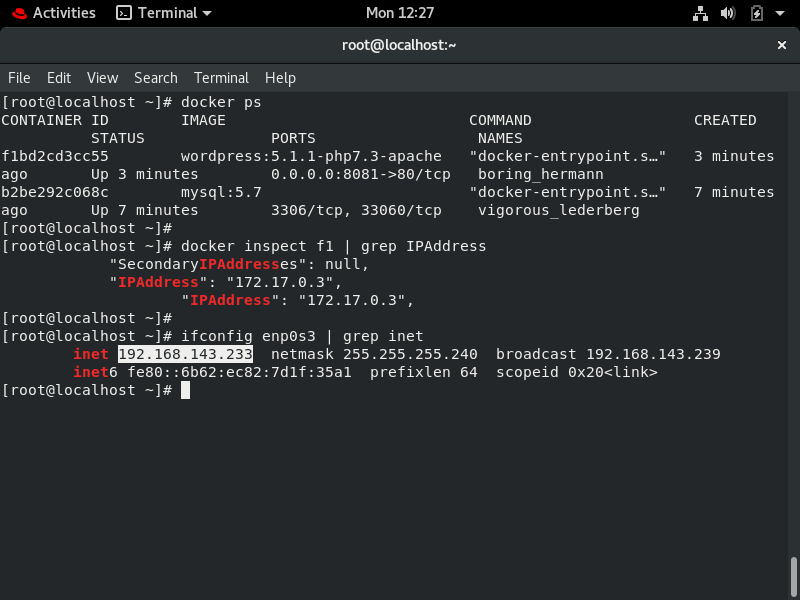 Activities Terminal Mon 12:27
root@localhost:~
File Edit View Search Terminal Help
[root@localhost ~]# docker ps
CONTAINER ID        IMAGE                           COMMAND                  CREATED
          STATUS              PORTS                  NAMES
f1bd2cd3cc55        wordpress:5.1.1-php7.3-apache   "docker-entrypoint.s…"   3 minutes
ago       Up 3 minutes        0.0.0.0:8081->80/tcp   boring_hermann
b2be292c068c        mysql:5.7                       "docker-entrypoint.s…"   7 minutes
ago       Up 7 minutes        3306/tcp, 33060/tcp    vigorous_lederberg
[root@localhost ~]#
[root@localhost ~]# docker inspect f1 | grep IPAddress
            "SecondaryIPAddresses": null,
            "IPAddress": "172.17.0.3",
                    "IPAddress": "172.17.0.3",
[root@localhost ~]#
[root@localhost ~]# ifconfig enp0s3 | grep inet
        inet 192.168.143.233  netmask 255.255.255.240  broadcast 192.168.143.239
        inet6 fe80::6b62:ec82:7d1f:35a1  prefixlen 64  scopeid 0x20<link>
[root@localhost ~]#